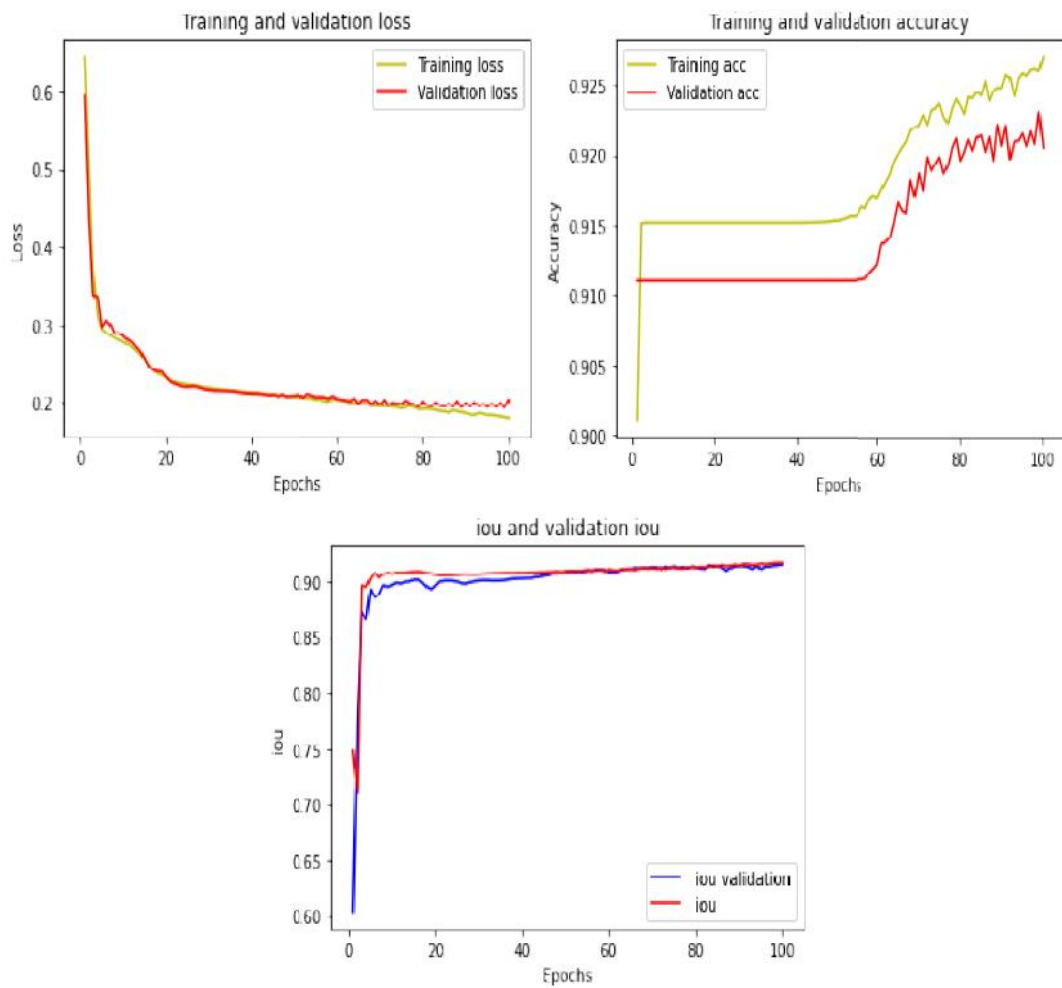 Training and validation loss
Training loss
Validation loss
0.6
0.5
0.4
0.3
0.2
Loss
0
20
40
60
80
100
Epochs
Training and validation accuracy
Training acc
Validation acc
0.925
0.920
0.915
0.910
0.905
0.900
Accuracy
0
20
40
60
80
100
Epochs
iou and validation iou
0.90
0.85
0.80
0.75
0.70
0.65
0.60
iou
iou validation
iou
0
20
40
60
80
100
Epochs